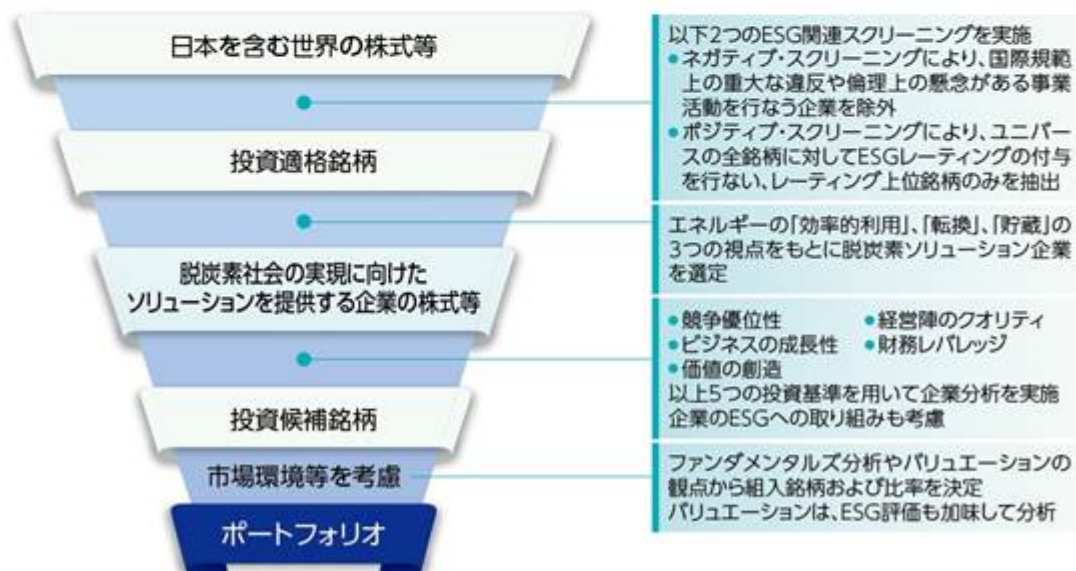 日本を含む世界の株式等
以下2つのESG関連スクリーニングを実施
●ネガティブ・スクリーニングにより、国際規範
上の重大な違反や倫理上の懸念がある事業
活動を行なう企業を除外
●ポジティブ・スクリーニングにより、ユニバー
スの全銘柄に対してESGレーティングの付与
を行ない、レーティング上位銘柄のみを抽出
投資適格銘柄
エネルギーの「効率的利用」、「転換」、「貯蔵」の
3つの視点をもとに脱炭素ソリューション企業
を選定
脱炭素社会の実現に向けた
ソリューションを提供する企業の株式等
●競争優位性 ●経営陣のクオリティ
●ビジネスの成長性 ●財務レバレッジ
●価値の創造
以上5つの投資基準を用いて企業分析を実施
企業のESGへの取り組みも考慮
投資候補銘柄
市場環境等を考慮
ファンダメンタルズ分析やバリュエーションの
観点から組入銘柄および比率を決定
バリュエーションは、ESG評価も加味して分析
ポートフォリオ